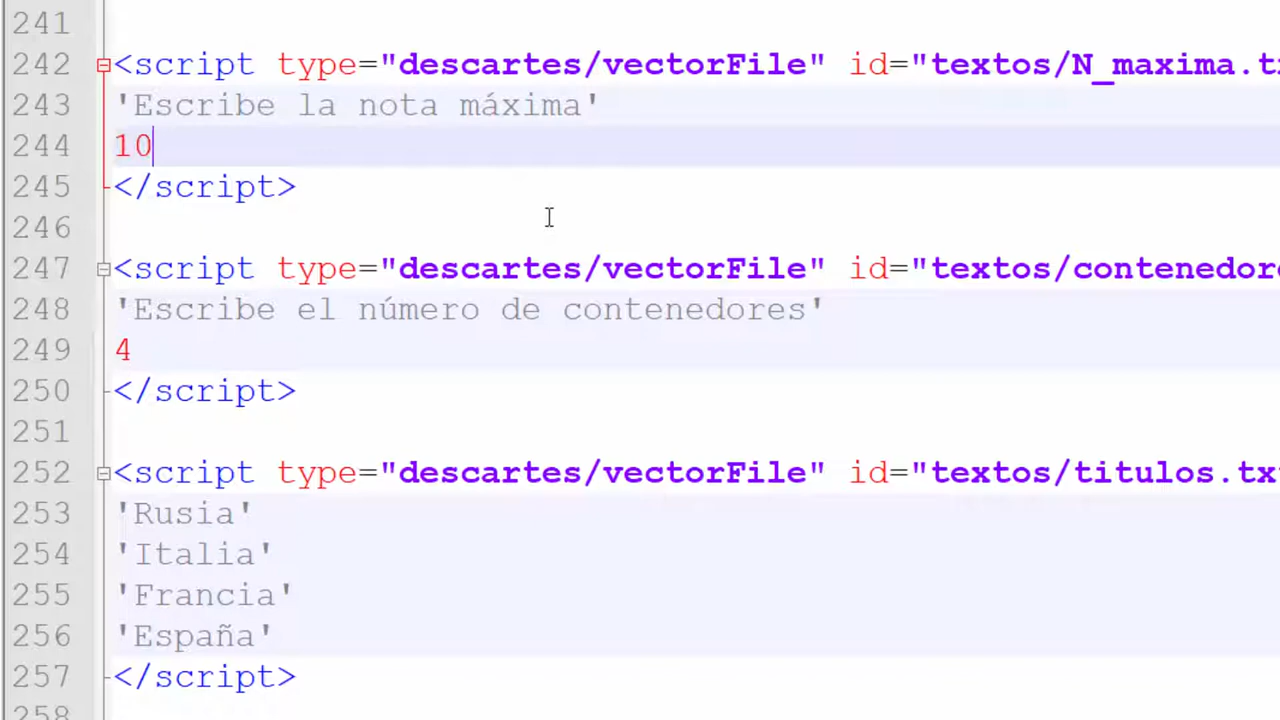 241
242 <script type="descartes/vectorFile" id="textos/N_maxima.t
243 'Escribe la nota máxima'
244 10
245 </script>
246
247 <script type="descartes/vectorFile" id="textos/contenedor
248 'Escribe el número de contenedores'
249 4
250 </script>
251
252 <script type="descartes/vectorFile" id="textos/titulos.tx
253 'Rusia'
254 'Italia'
255 'Francia'
256 'España'
257 </script>
258